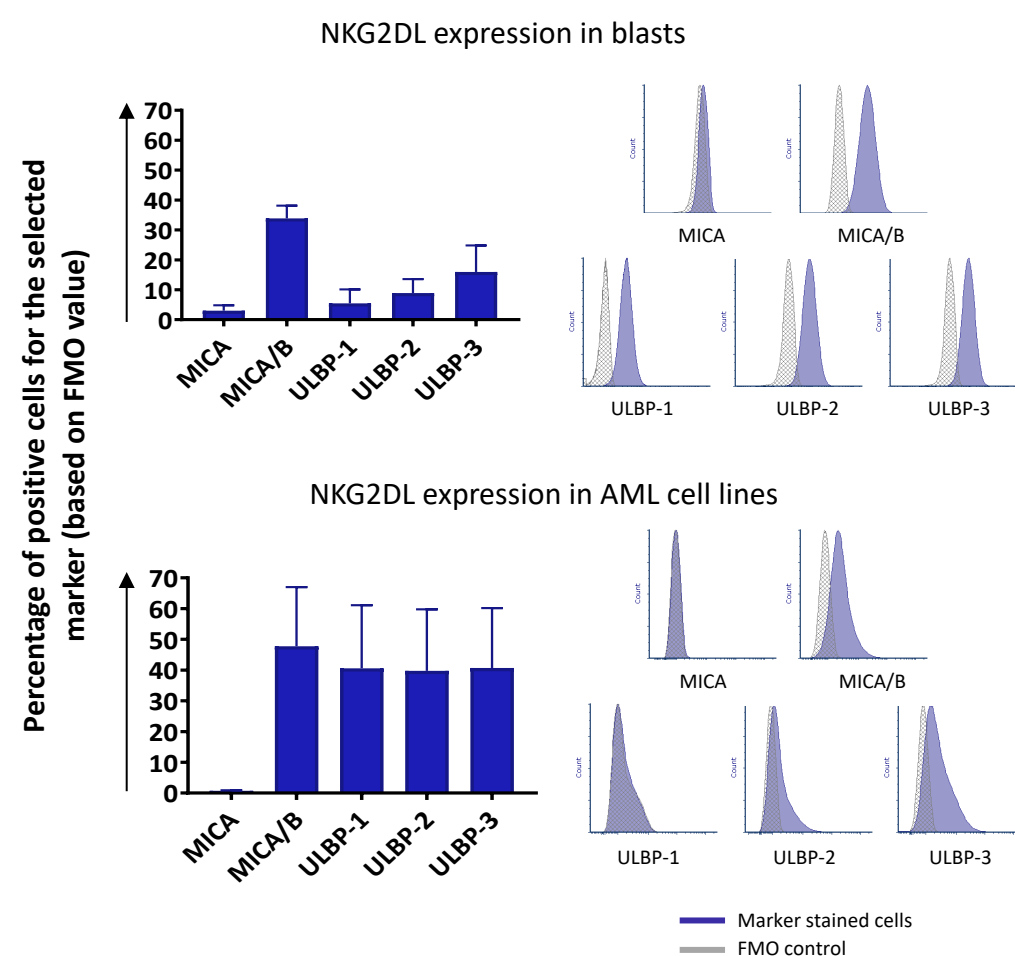 NKG2DL expression in blasts
Percentage of positive cells for the selected
marker (based on FMO value)
70
60
50
40
30
20
10
0
MICA
MICA/B
ULBP-1
ULBP-2
ULBP-3
Count
MICA
Count
MICA/B
Count
ULBP-1
Count
ULBP-2
Count
ULBP-3
NKG2DL expression in AML cell lines
70
60
50
40
30
20
10
0
MICA
MICA/B
ULBP-1
ULBP-2
ULBP-3
Count
MICA
Count
MICA/B
Count
ULBP-1
Count
ULBP-2
Count
ULBP-3
Marker stained cells
FMO control